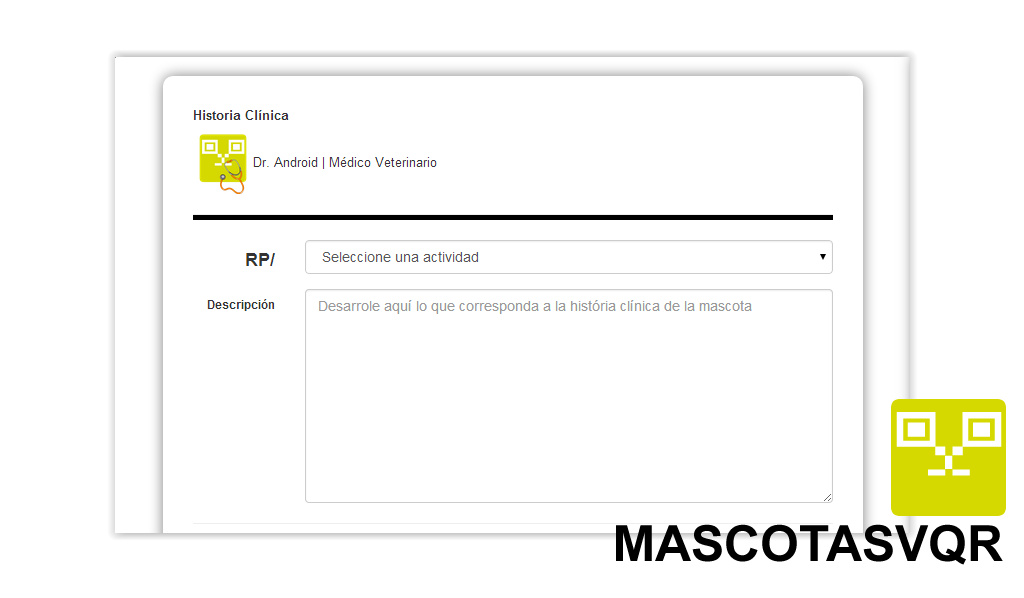 Historia Clínica
Dr. Android | Médico Veterinario
RP/
Seleccione una actividad
Descripción
Desarrole aquí lo que corresponda a la história clínica de la mascota
MASCOTASVQR